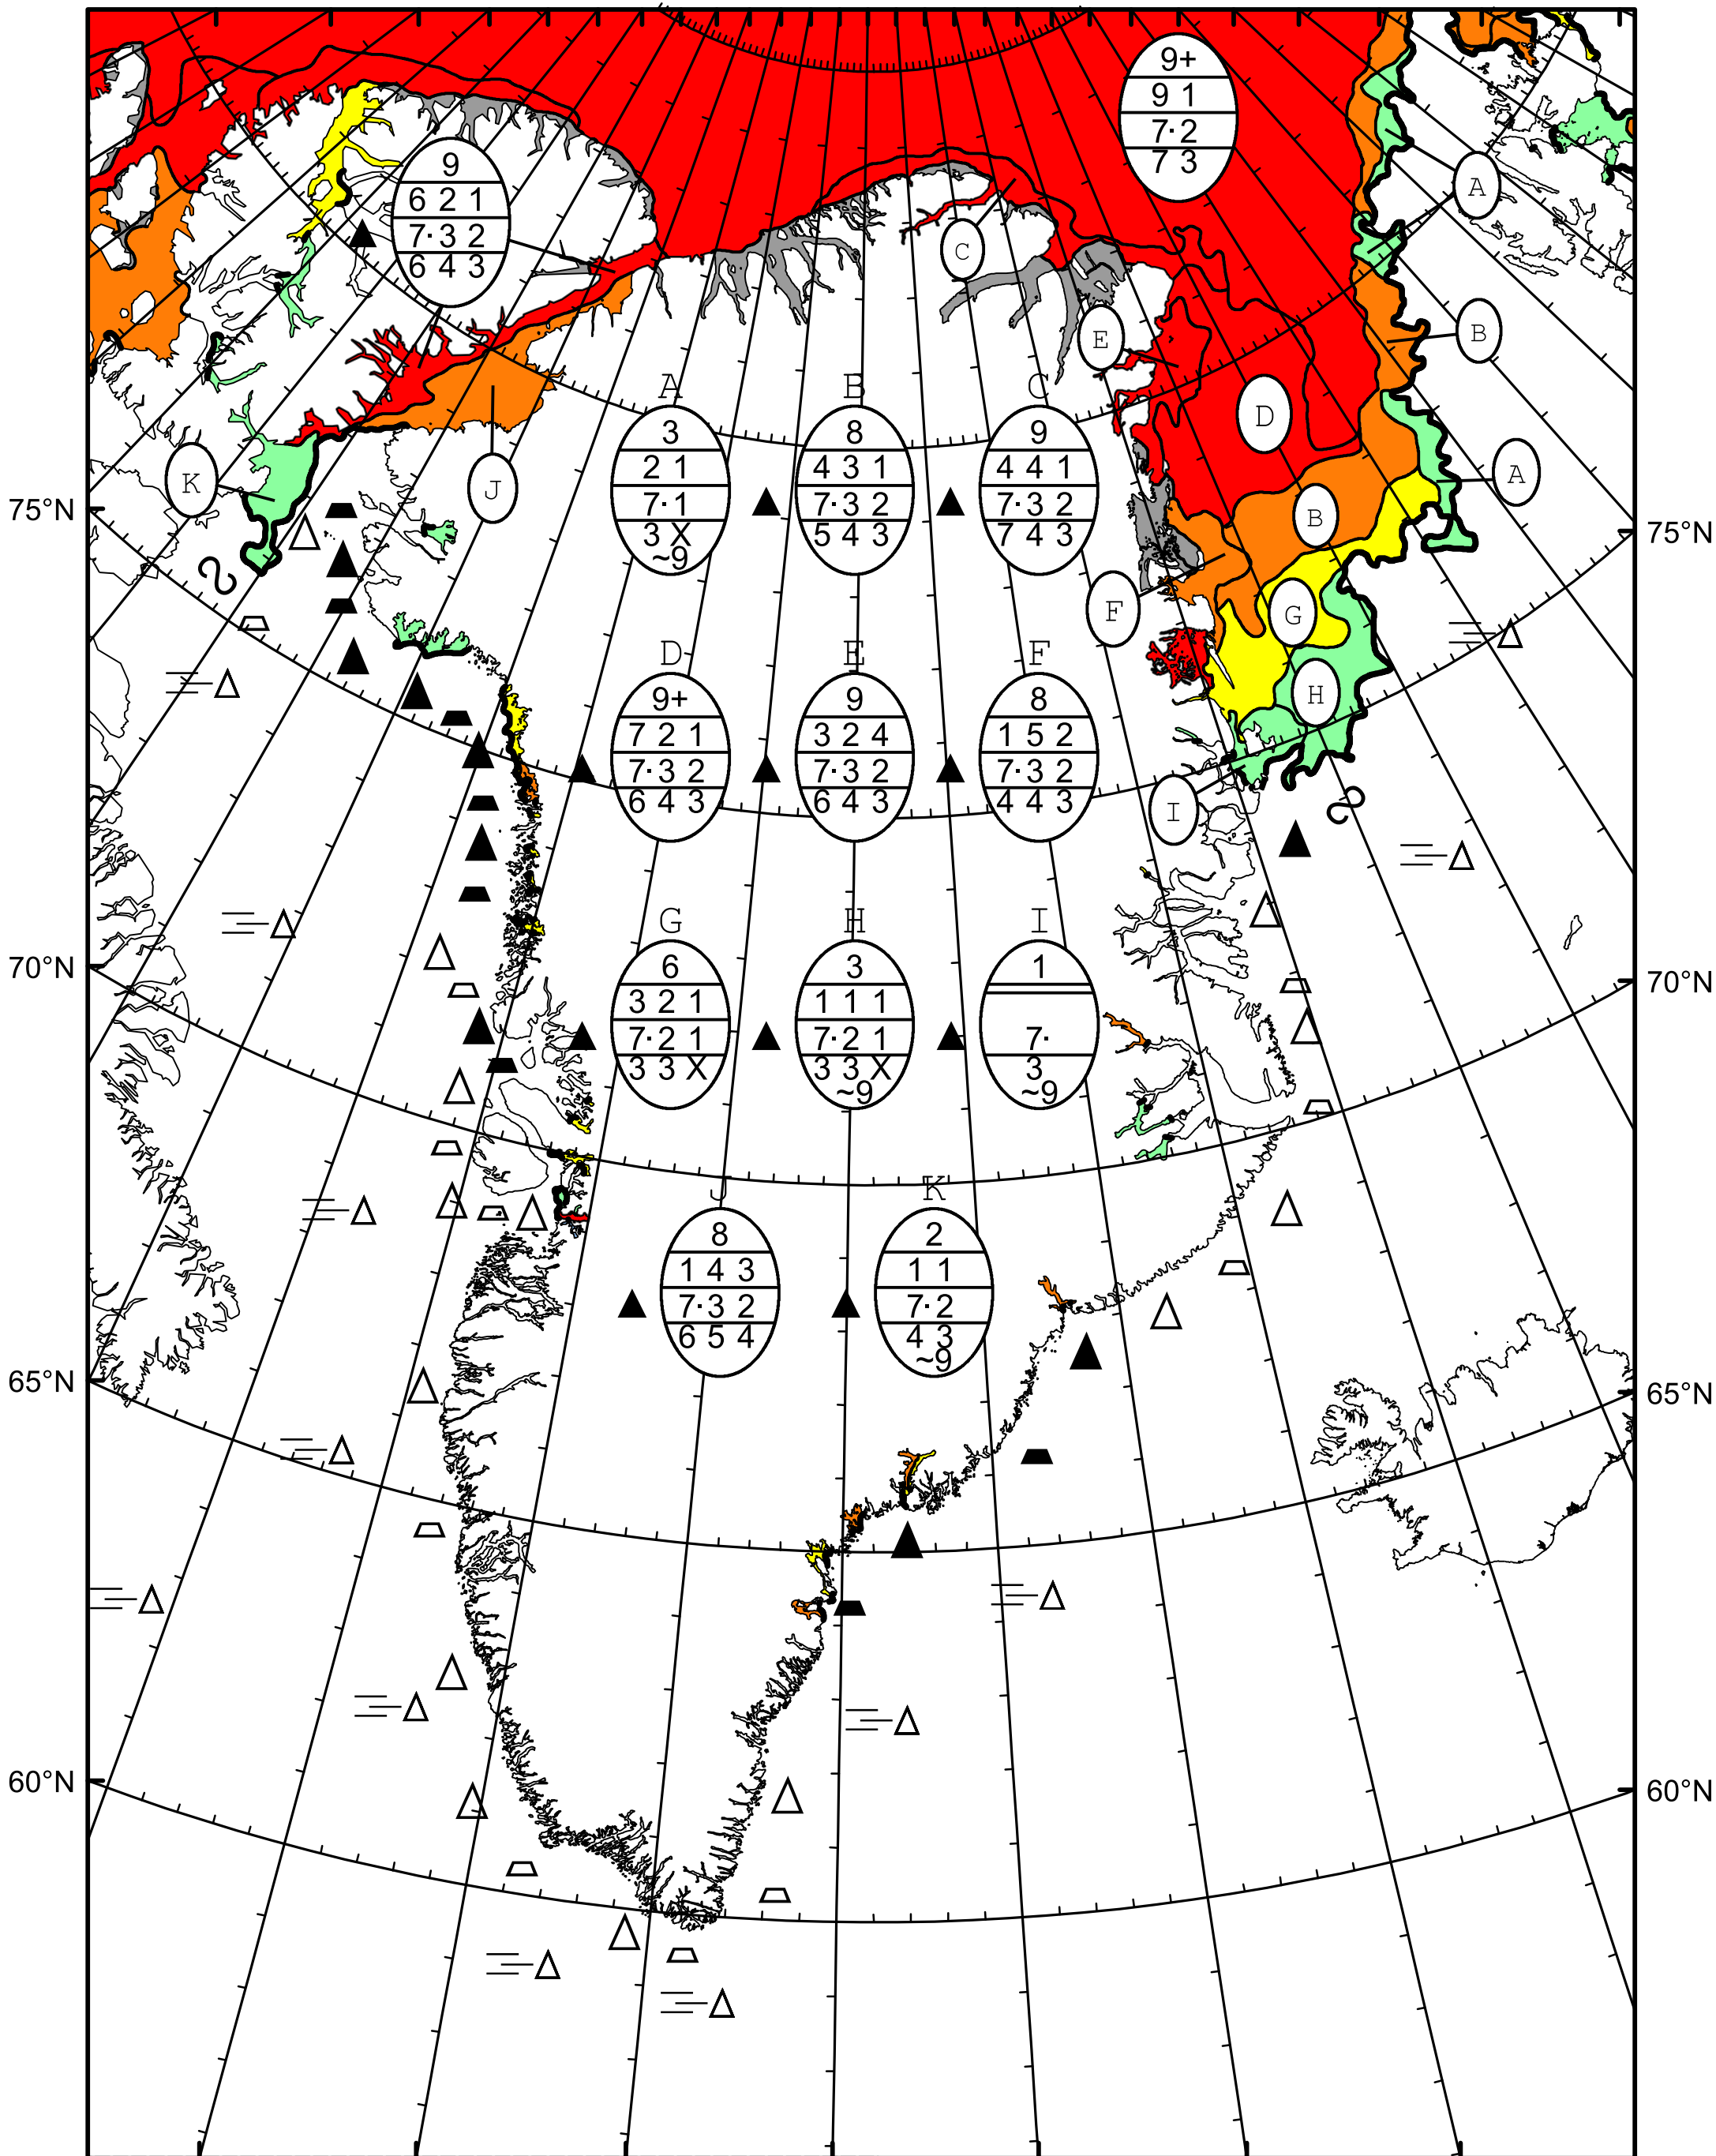 9+
9 1
7· 2
7 3
9
6 2 1
7· 3 2
6 4 3
A
C
B
E
D
A
B
C
3
2 1
7· 1
3 X
~9
8
4 3 1
7· 3 2
5 4 3
9
4 4 1
7· 3 2
7 4 3
K
J
A
B
75°N
75°N
F
G
D
E
F
9+
7 2 1
7· 3 2
6 4 3
9
3 2 4
7· 3 2
6 4 3
8
1 5 2
7· 3 2
4 4 3
H
I
G
H
I
6
3 2 1
7· 2 1
3 3 X
3
1 1 1
7· 2 1
3 3 X
~9
1
7·
3
~9
70°N
70°N
J
K
8
1 4 3
7· 3 2
6 5 4
2
1 1
7· 2
4 3
~9
65°N
65°N
60°N
60°N